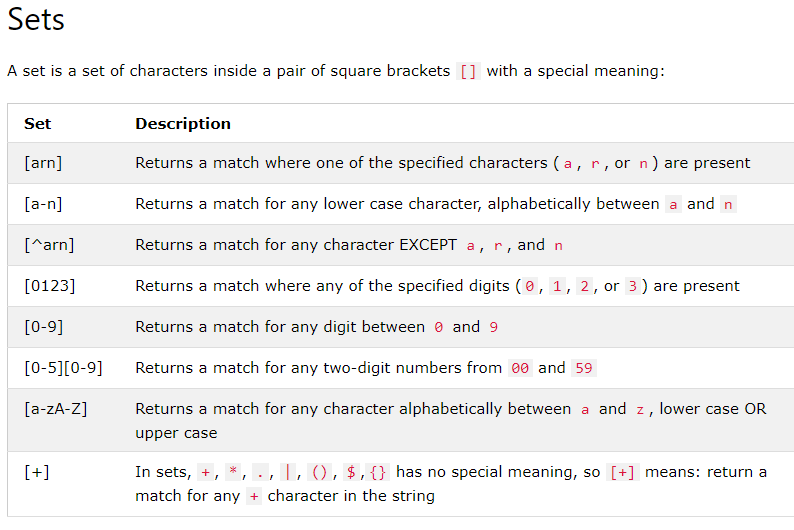 Sets
A set is a set of characters inside a pair of square brackets [] with a special meaning:
Set Description
[arn] Returns a match where one of the specified characters (a, r, or n) are present
[a-n] Returns a match for any lower case character, alphabetically between a and n
[^arn] Returns a match for any character EXCEPT a, r, and n
[0123] Returns a match where any of the specified digits (0, 1, 2, or 3) are present
[0-9] Returns a match for any digit between 0 and 9
[0-5][0-9] Returns a match for any two-digit numbers from 00 and 59
[a-zA-Z] Returns a match for any character alphabetically between a and z, lower case OR
upper case
[+] In sets, +, *, ., |, (), $,{} has no special meaning, so [+] means: return a
match for any + character in the string